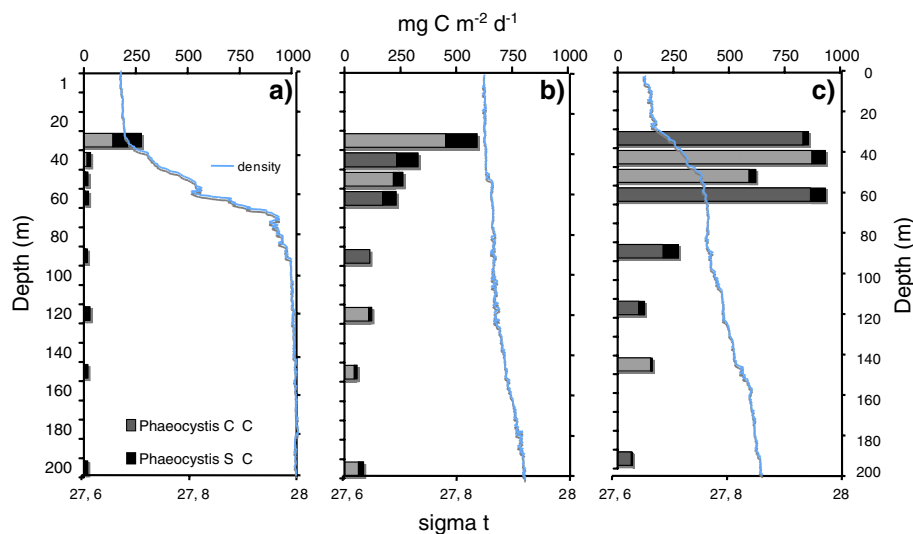 mg C m-2 d-1
0 250 500 750 1000
0 250 500 750 1000
0 250 500 750 1000
a)
b)
c)
1
20
40
60
80
100
120
140
160
180
200
Depth (m)
density
Phaeocystis C C
Phaeocystis S C
0
20
40
60
80
100
120
140
160
180
200
Depth (m)
27, 6 27, 8 28
27, 6 27, 8 28
27, 6 27, 8 28
sigma t